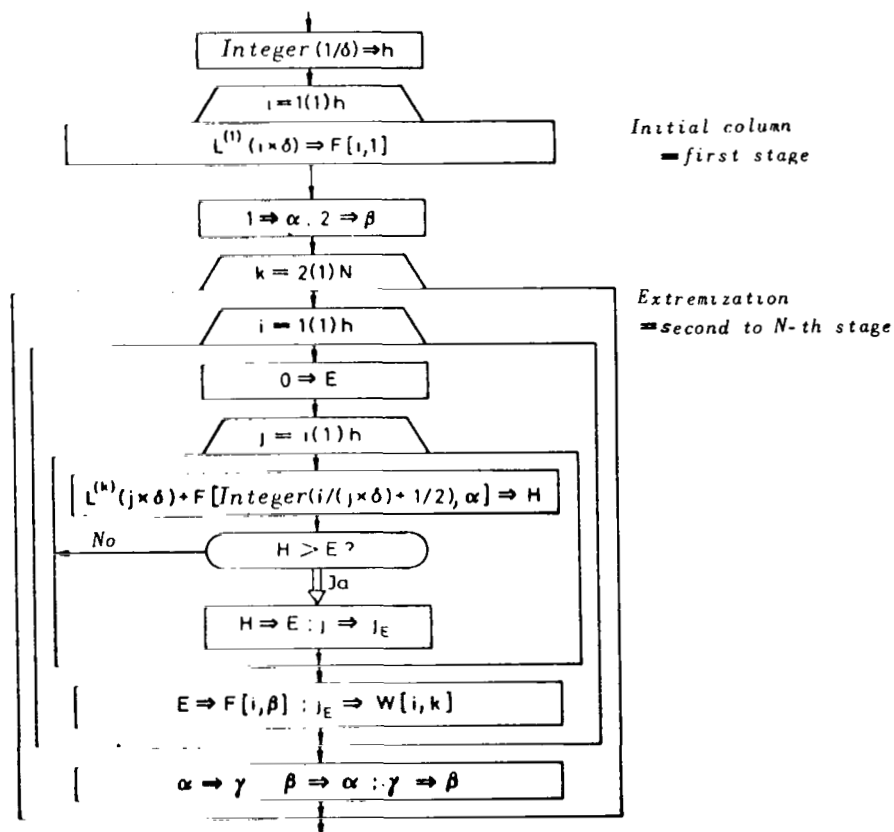 Integer (1/δ) ⇒ h
i = 1(1)h
L^(1) (i×δ) ⇒ F[i,1]
Initial column
= first stage
1 ⇒ α . 2 ⇒ β
k = 2(1)N
Extremization
= second to N-th stage
i = 1(1)h
0 ⇒ E
j = i(1)h
L^(k) (j×δ) + F[Integer(i/(j×δ) + 1/2), α] ⇒ H
No
H > E ?
Ja
H ⇒ E ; j ⇒ j_E
E ⇒ F[i,β] ; j_E ⇒ W[i,k]
α → γ β ⇒ α ; γ ⇒ β